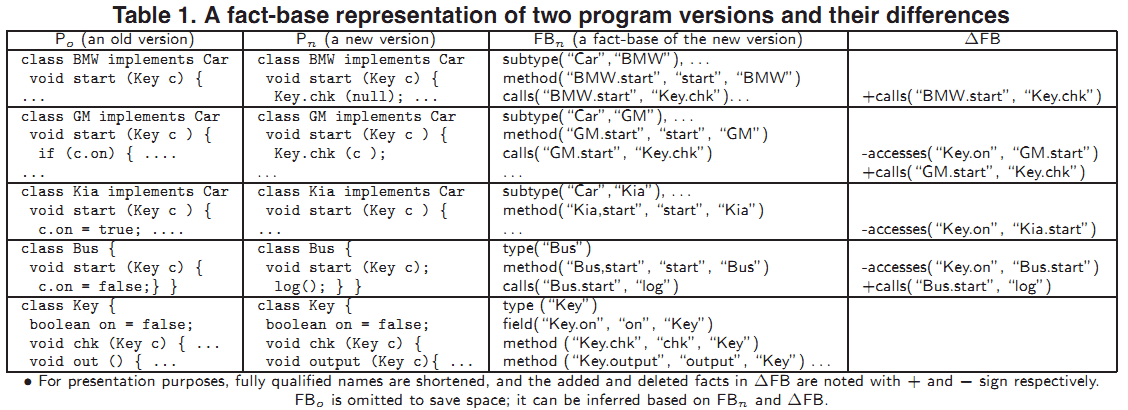 Table 1. A fact-base representation of two program versions and their differences
Po (an old version) Pn (a new version) FBn (a fact-base of the new version) ΔFB
class BMW implements Car class BMW implements Car subtype("Car","BMW"), ...
void start (Key c) { void start (Key c) { method("BMW.start", "start", "BMW")
... Key.chk (null); ... calls("BMW.start", "Key.chk")... +calls("BMW.start", "Key.chk")
class GM implements Car class GM implements Car subtype("Car","GM"), ...
void start (Key c ) { void start (Key c ) { method("GM.start", "start", "GM")
if (c.on) { .... Key.chk (c ); calls("GM.start", "Key.chk") -accesses("Key.on", "GM.start")
... ... ... +calls("GM.start", "Key.chk")
class Kia implements Car class Kia implements Car subtype("Car","Kia"), ...
void start (Key c ) { void start (Key c ) { method("Kia,start", "start", "Kia")
c.on = true; .... ... ... -accesses("Key.on", "Kia.start")
class Bus { class Bus { type("Bus")
void start (Key c) { void start (Key c); method("Bus,start", "start", "Bus") -accesses("Key.on", "Bus.start")
c.on = false;} } log(); } } calls("Bus.start", "log") +calls("Bus.start", "log")
class Key { class Key { type ("Key")
boolean on = false; boolean on = false; field("Key.on", "on", "Key")
void chk (Key c) { ... void chk (Key c) { method ("Key.chk", "chk", "Key")
void out () { ... void output (Key c){ ... method ("Key.output", "output", "Key") ...
• For presentation purposes, fully qualified names are shortened, and the added and deleted facts in ΔFB are noted with + and − sign respectively.
FBo is omitted to save space; it can be inferred based on FBn and ΔFB.